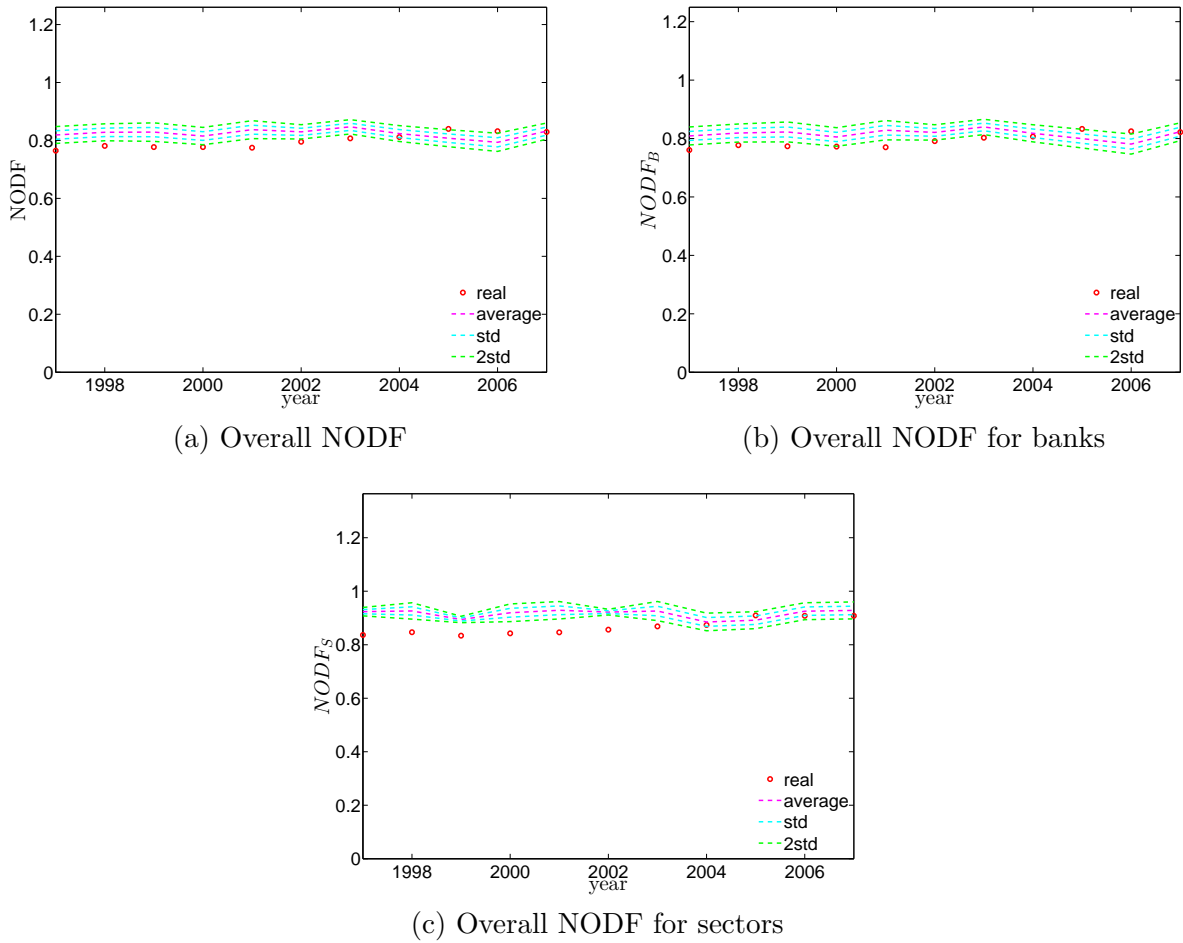 1.2
1
0.8
0.6
0.4
0.2
0
NODF
1998 2000 2002 2004 2006
year
real
average
std
2std
(a) Overall NODF
1.2
1
0.8
0.6
0.4
0.2
0
NODF_B
1998 2000 2002 2004 2006
year
real
average
std
2std
(b) Overall NODF for banks
1.2
1
0.8
0.6
0.4
0.2
0
NODF_S
1998 2000 2002 2004 2006
year
real
average
std
2std
(c) Overall NODF for sectors